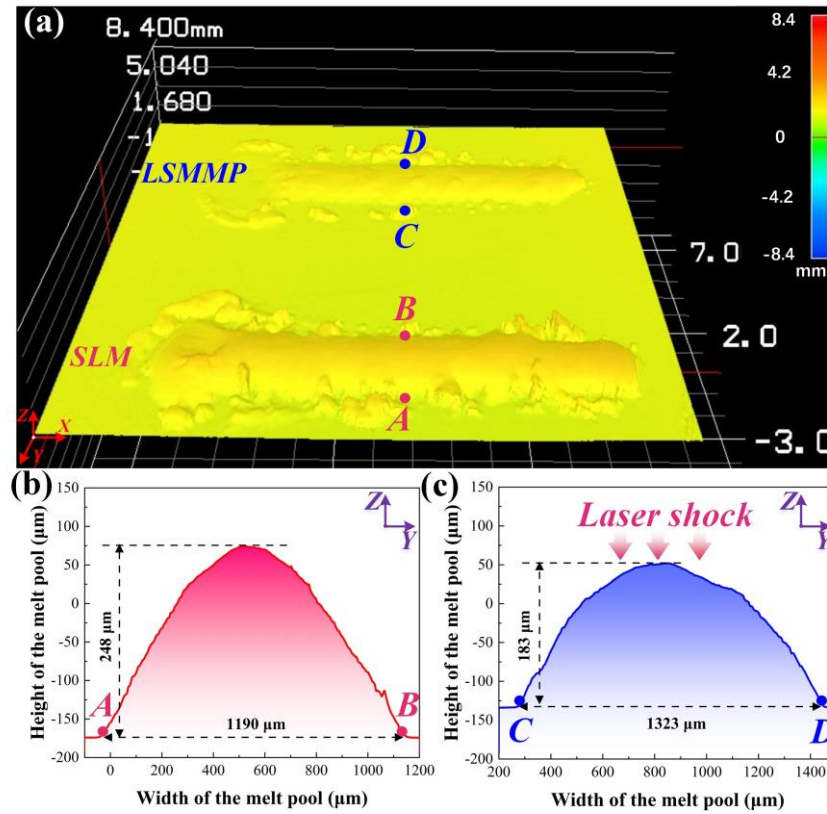 (a)
8.400mm
5.040
1.680
-1
LSMMP
D
C
7.0
B
2.0
SLM
A
-3.0
Z
X
Y
8.4
4.2
0
-4.2
-8.4
mm
(b)
Height of the melt pool (μm)
150
100
50
0
-50
-100
-150
-200
Z
Y
248 μm
A
B
1190 μm
0 200 400 600 800 1000 1200
Width of the melt pool (μm)
(c)
Height of the melt pool (μm)
150
100
50
0
-50
-100
-150
-200
Laser shock
Z
Y
183 μm
C
D
1323 μm
200 400 600 800 1000 1200 1400
Width of the melt pool (μm)